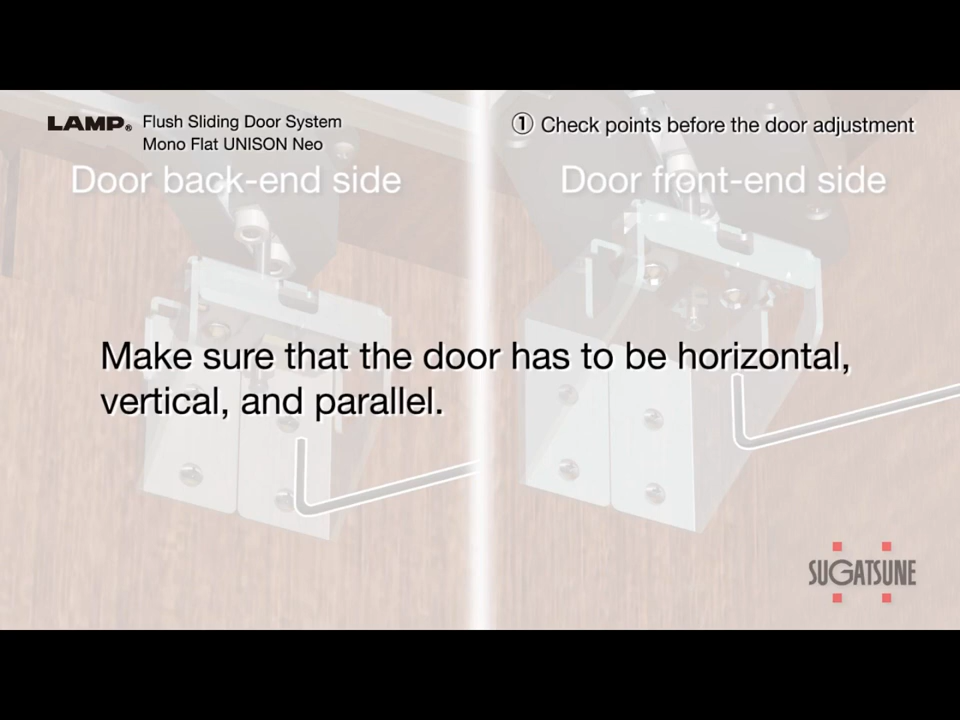 LAMP® Flush Sliding Door System
Mono Flat UNISON Neo
① Check points before the door adjustment
Door back-end side
Door front-end side
Make sure that the door has to be horizontal,
vertical, and parallel.
SUGATSUNE